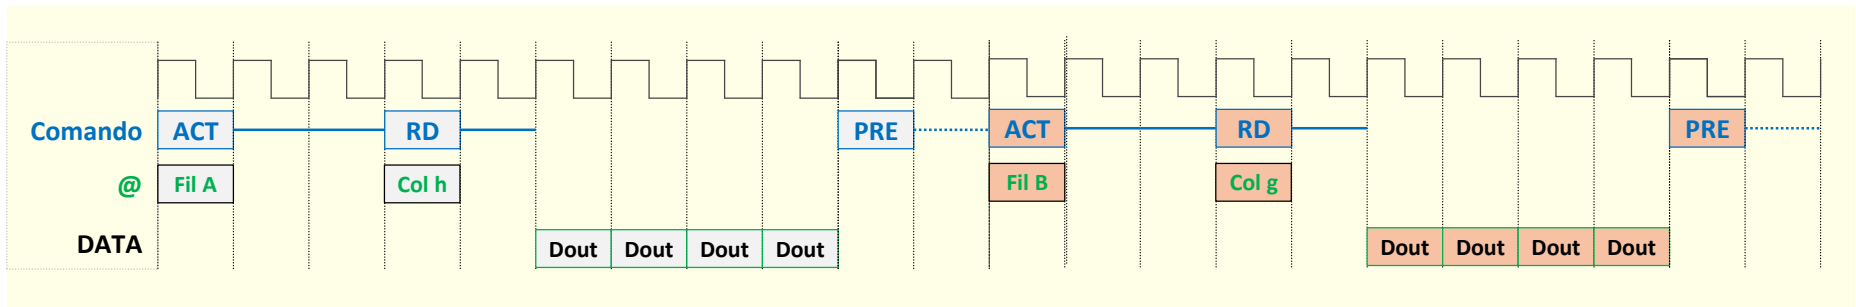 Comando ACT RD PRE ACT RD PRE
@ Fil A Col h Fil B Col g
DATA Dout Dout Dout Dout Dout Dout Dout Dout